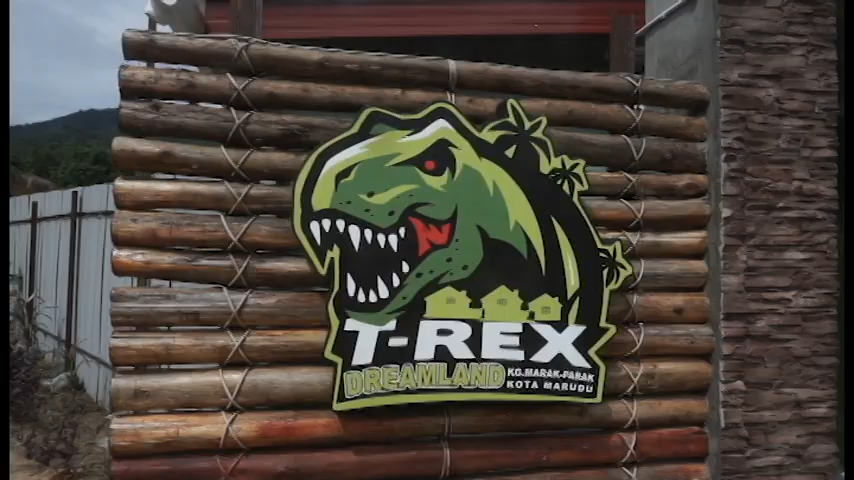 T-REX
DREAMLAND
KG.MARAK-PARAK
KOTA MARUDU